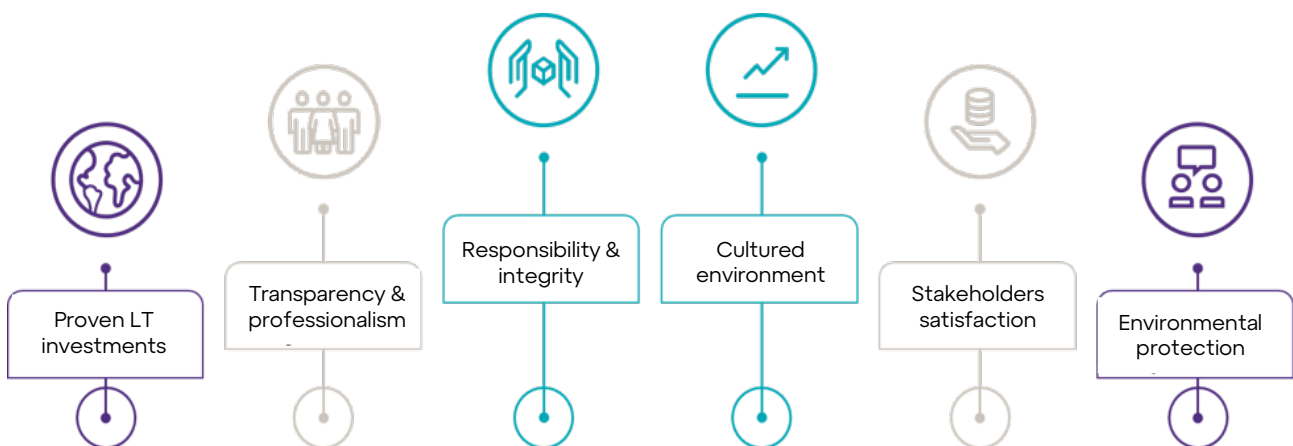 Proven LT
investments
Transparency &
professionalism
Responsibility &
integrity
Cultured
environment
Stakeholders
satisfaction
Environmental
protection